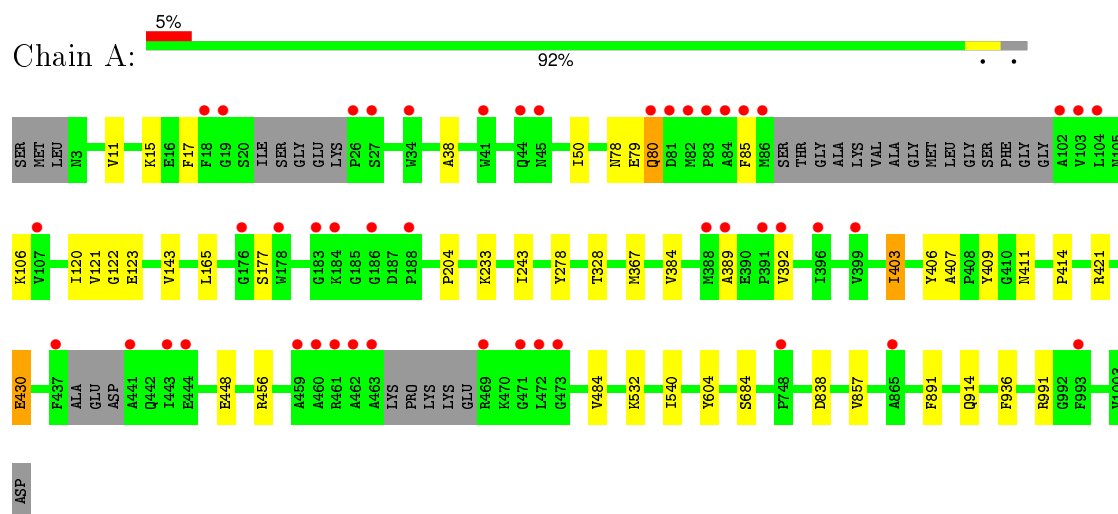 5%
Chain A:
92%
SER MET LEU N3 V11 K15 E16 F17 F18 G19 S20 ILE SER GLY GLU LYS P26 S27 W34 A38 W41 Q44 N45 I50 N78 E79 Q80 D81 M82 P83 A84 F85 M86 SER THR GLY ALA LYS VAL ALA GLY MET LEU GLY SER PHE GLY GLY A102 V103 L104 N105
K106 V107 I120 V121 G122 E123 V143 L165 G176 S177 W178 G183 K184 G185 G186 D187 P188 P204 K233 I243 Y278 T328 M367 V384 M388 A389 E390 P391 V392 I396 V399 I403 Y406 A407 P408 Y409 G410 N411 P414 R421
E430 F437 ALA GLU ASP A441 Q442 I443 E444 E448 R456 A459 A460 R461 A462 A463 LYS PRO LYS LYS GLU R469 K470 G471 L472 G473 V484 K532 I540 Y604 S684 P748 D838 V857 A865 F891 Q914 F936 R991 G992 F993
ASP